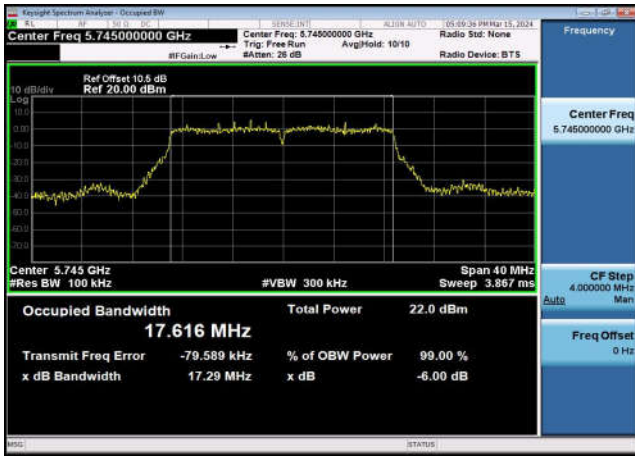 Keysight Spectrum Analyzer - Occupied BW
RL RF 50 Ω DC SENSE:INT ALIGN AUTO 05:09:36 PM Mar 15, 2024
Center Freq 5.745000000 GHz
Center Freq: 5.745000000 GHz
Radio Std: None
Trig: Free Run Avg|Hold: 10/10
#IFGain:Low #Atten: 26 dB Radio Device: BTS
Frequency
Ref Offset 10.5 dB
10 dB/div Ref 20.00 dBm
Log
10.0
0.00
Center Freq
5.745000000 GHz
Center 5.745 GHz Span 40 MHz
#Res BW 100 kHz #VBW 300 kHz Sweep 3.867 ms
CF Step
4.000000 MHz
Auto Man
Occupied Bandwidth Total Power 22.0 dBm
17.616 MHz
Transmit Freq Error -79.589 kHz % of OBW Power 99.00 %
x dB Bandwidth 17.29 MHz x dB -6.00 dB
Freq Offset
0 Hz
MSG STATUS